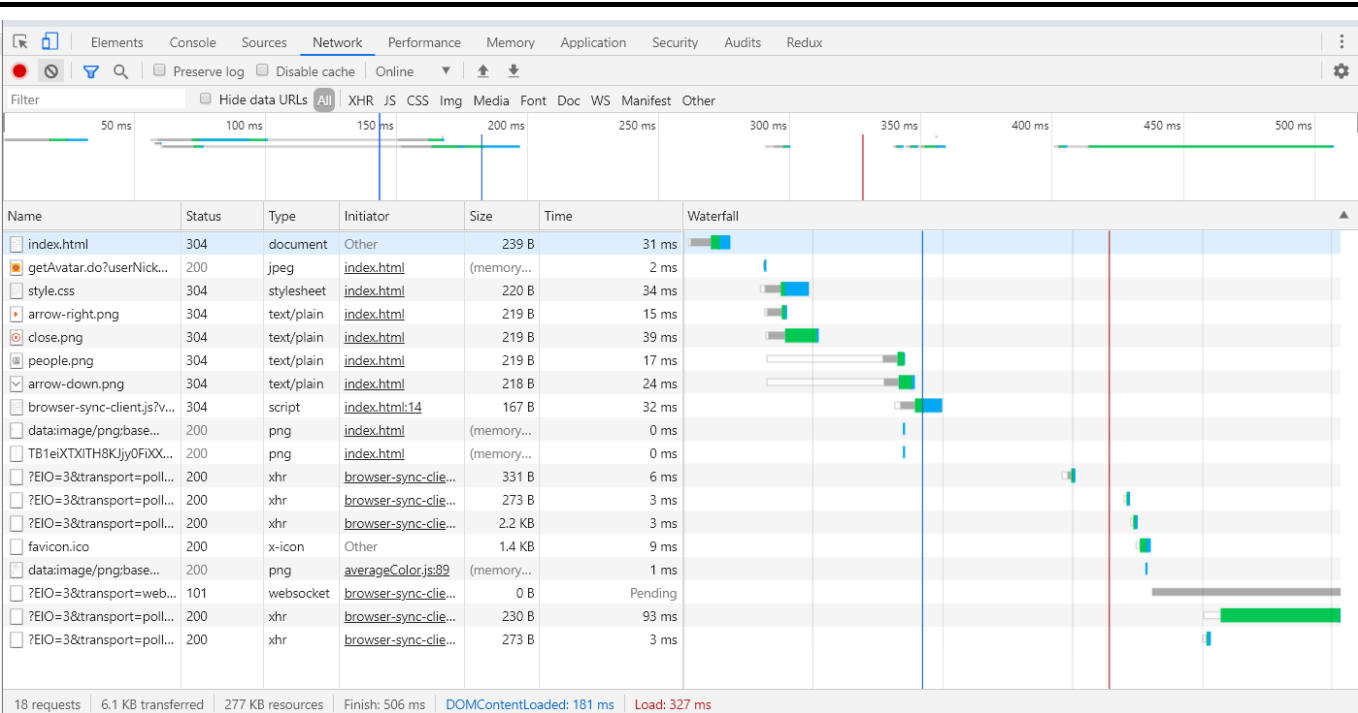 Elements Console Sources Network Performance Memory Application Security Audits Redux
Preserve log Disable cache Online
Filter Hide data URLs All XHR JS CSS Img Media Font Doc WS Manifest Other
50 ms 100 ms 150 ms 200 ms 250 ms 300 ms 350 ms 400 ms 450 ms 500 ms
Name Status Type Initiator Size Time Waterfall
index.html 304 document Other 239 B 31 ms
getAvatar.do?userNick... 200 jpeg index.html (memory... 2 ms
style.css 304 stylesheet index.html 220 B 34 ms
arrow-right.png 304 text/plain index.html 219 B 15 ms
close.png 304 text/plain index.html 219 B 39 ms
people.png 304 text/plain index.html 219 B 17 ms
arrow-down.png 304 text/plain index.html 218 B 24 ms
browser-sync-client.js?v... 304 script index.html:14 167 B 32 ms
data:image/png;base... 200 png index.html (memory... 0 ms
TB1eiXTXlTH8KJjy0FiXX... 200 png index.html (memory... 0 ms
?EIO=3&transport=poll... 200 xhr browser-sync-clie... 331 B 6 ms
?EIO=3&transport=poll... 200 xhr browser-sync-clie... 273 B 3 ms
?EIO=3&transport=poll... 200 xhr browser-sync-clie... 2.2 KB 3 ms
favicon.ico 200 x-icon Other 1.4 KB 9 ms
data:image/png;base... 200 png averageColor.js:89 (memory... 1 ms
?EIO=3&transport=web... 101 websocket browser-sync-clie... 0 B Pending
?EIO=3&transport=poll... 200 xhr browser-sync-clie... 230 B 93 ms
?EIO=3&transport=poll... 200 xhr browser-sync-clie... 273 B 3 ms
18 requests 6.1 KB transferred 277 KB resources Finish: 506 ms DOMContentLoaded: 181 ms Load: 327 ms